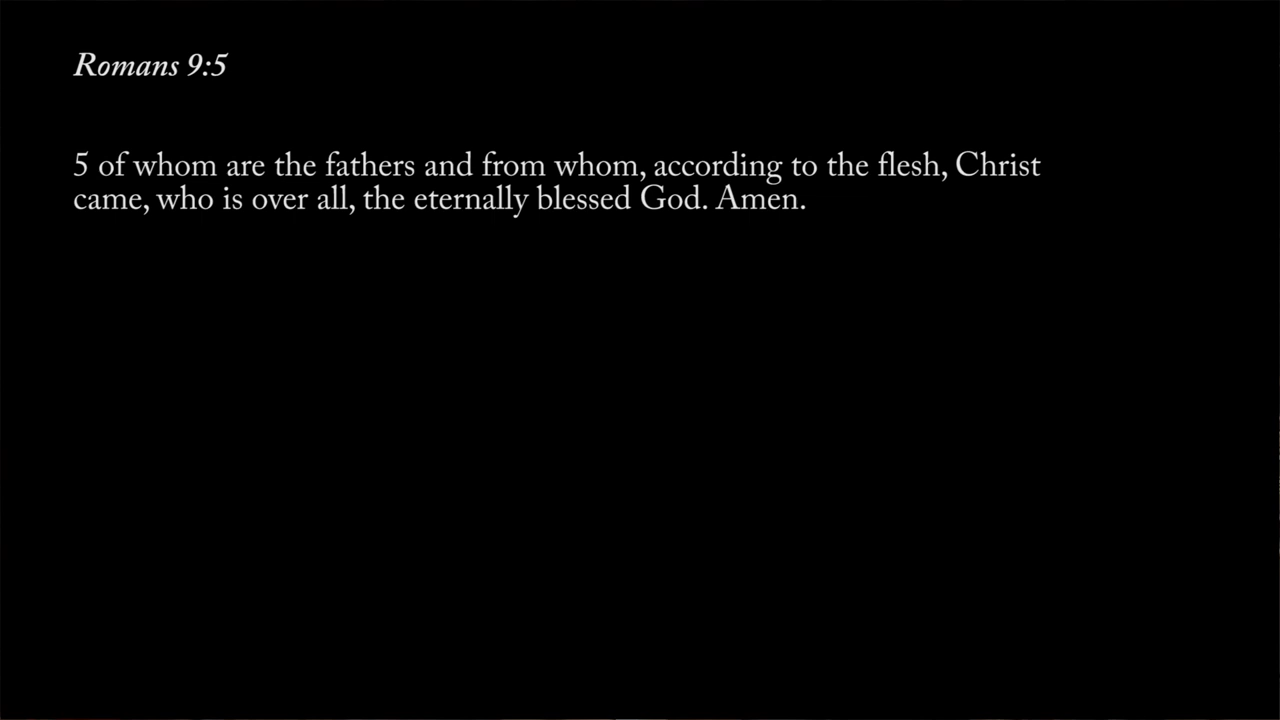 Romans 9:5
5 of whom are the fathers and from whom, according to the flesh, Christ
came, who is over all, the eternally blessed God. Amen.